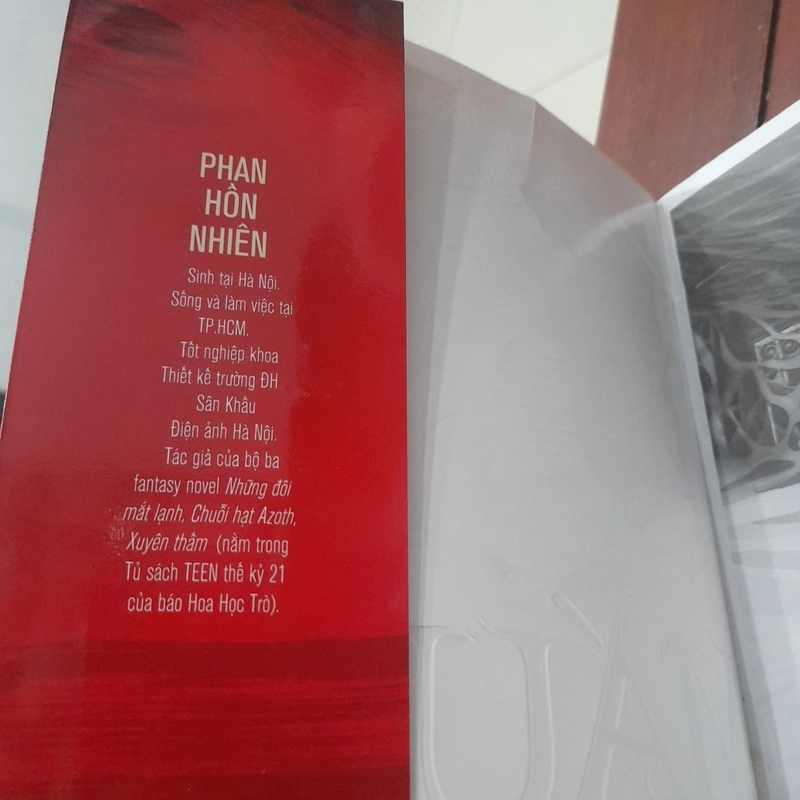 PHAN
HỒN
NHIÊN
Sinh tại Hà Nội.
Sống và làm việc tại
TP.HCM.
Tốt nghiệp khoa
Thiết kế trường ĐH
Sân Khấu
Điện ảnh Hà Nội.
Tác giả của bộ ba
fantasy novel Những đôi
mắt lạnh, Chuỗi hạt Azoth,
Xuyên thấm (nằm trong
Tủ sách TEEN thế kỷ 21
của báo Hoa Học Trò).